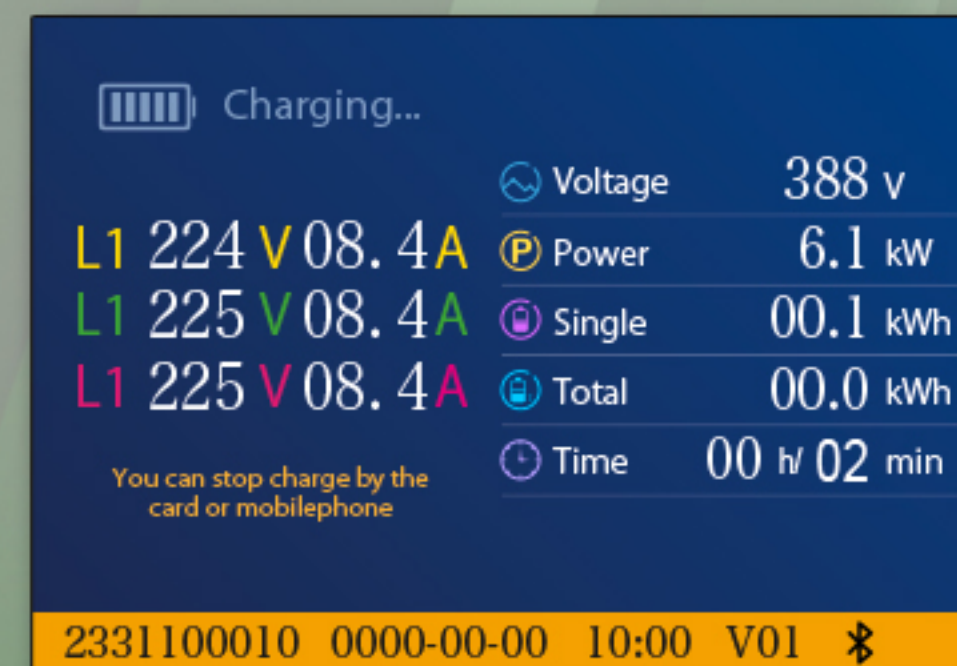 Charging...
Voltage 388 V
L1 224 V 08.4 A
Power 6.1 kW
L1 225 V 08.4 A
Single 00.1 kWh
L1 225 V 08.4 A
Total 00.0 kWh
Time 00 h/ 02 min
You can stop charge by the
card or mobilephone
2331100010 0000-00-00 10:00 V01